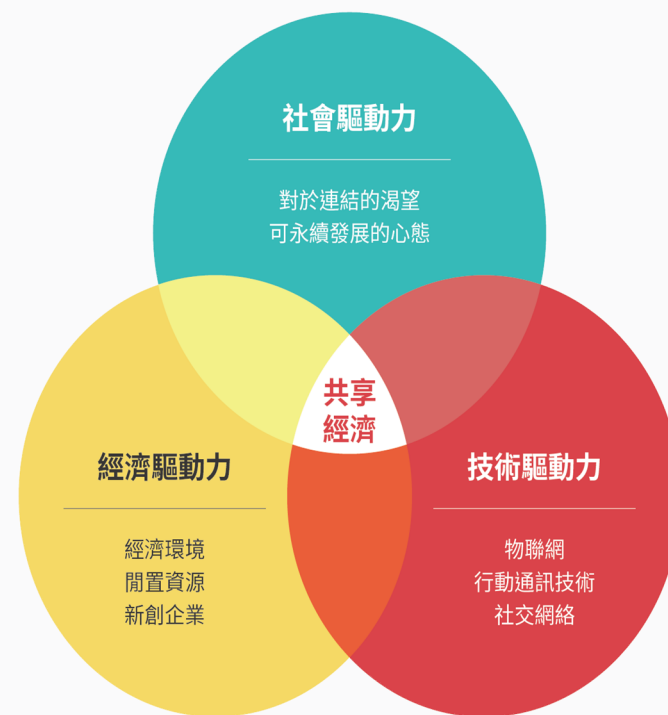 社會驅動力
對於連結的渴望
可永續發展的心態
共享
經濟
經濟驅動力
經濟環境
閒置資源
新創企業
技術驅動力
物聯網
行動通訊技術
社交網絡